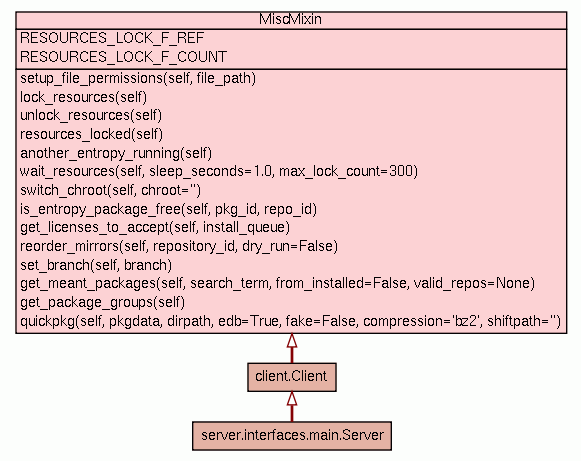 MiscMixin
RESOURCES_LOCK_F_REF
RESOURCES_LOCK_F_COUNT
setup_file_permissions(self, file_path)
lock_resources(self)
unlock_resources(self)
resources_locked(self)
another_entropy_running(self)
wait_resources(self, sleep_seconds=1.0, max_lock_count=300)
switch_chroot(self, chroot='')
is_entropy_package_free(self, pkg_id, repo_id)
get_licenses_to_accept(self, install_queue)
reorder_mirrors(self, repository_id, dry_run=False)
set_branch(self, branch)
get_meant_packages(self, search_term, from_installed=False, valid_repos=None)
get_package_groups(self)
quickpkg(self, pkgdata, dirpath, edb=True, fake=False, compression='bz2', shiftpath='')
client.Client
server.interfaces.main.Server